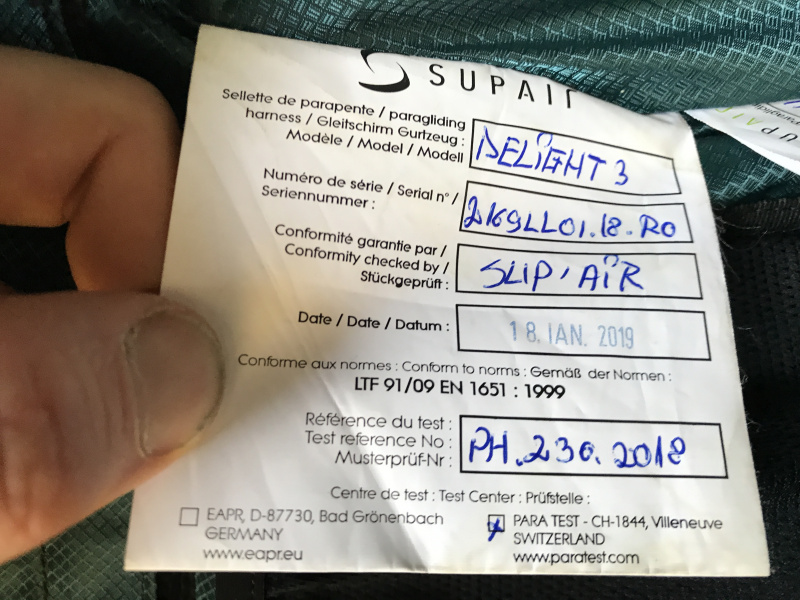 SUPAIR
Sellette de parapente / paragliding
harness / Gleitschirm Gurtzeug :
Modèle / Model / Modell
DELIGHT 3
Numéro de série / Serial n° /
Seriennummer :
2169LL01.18.RO
Conformité garantie par /
Conformity checked by /
Stückgeprüft :
SLIP'AiR
Date / Date / Datum :
18. JAN. 2019
Conforme aux normes : Conform to norms : Gemäß der Normen :
LTF 91/09 EN 1651 : 1999
Référence du test :
Test reference No :
Musterprüf-Nr :
PH.230.2018
Centre de test : Test Center : Prüfstelle :
EAPR, D-87730, Bad Grönenbach
GERMANY
www.eapr.eu
PARA TEST - CH-1844, Villeneuve
SWITZERLAND
www.paratest.com